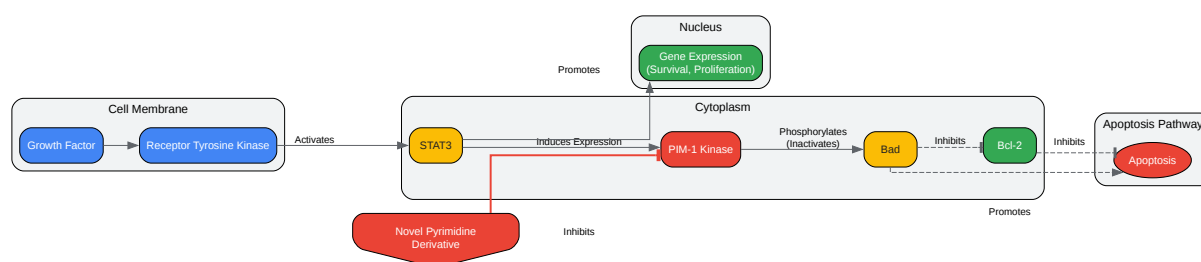 Nucleus
Gene Expression
(Survival, Proliferation)
Promotes
Cell Membrane
Cytoplasm
Apoptosis Pathway
Growth Factor
Receptor Tyrosine Kinase
Activates
STAT3
Induces Expression
PIM-1 Kinase
Phosphorylates
(Inactivates)
Bad
Inhibits
Bcl-2
Inhibits
Apoptosis
Promotes
Novel Pyrimidine
Derivative
Inhibits